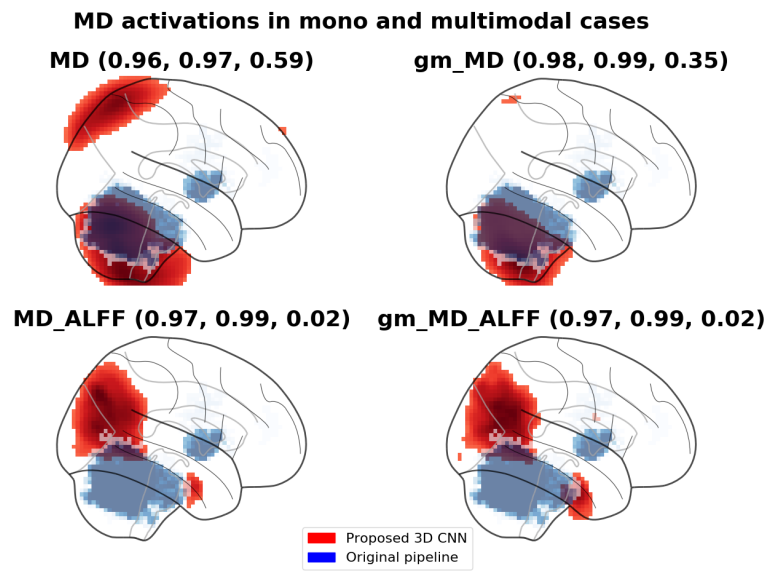 MD activations in mono and multimodal cases
MD (0.96, 0.97, 0.59)
gm_MD (0.98, 0.99, 0.35)
MD_ALFF (0.97, 0.99, 0.02)
gm_MD_ALFF (0.97, 0.99, 0.02)
Proposed 3D CNN
Original pipeline